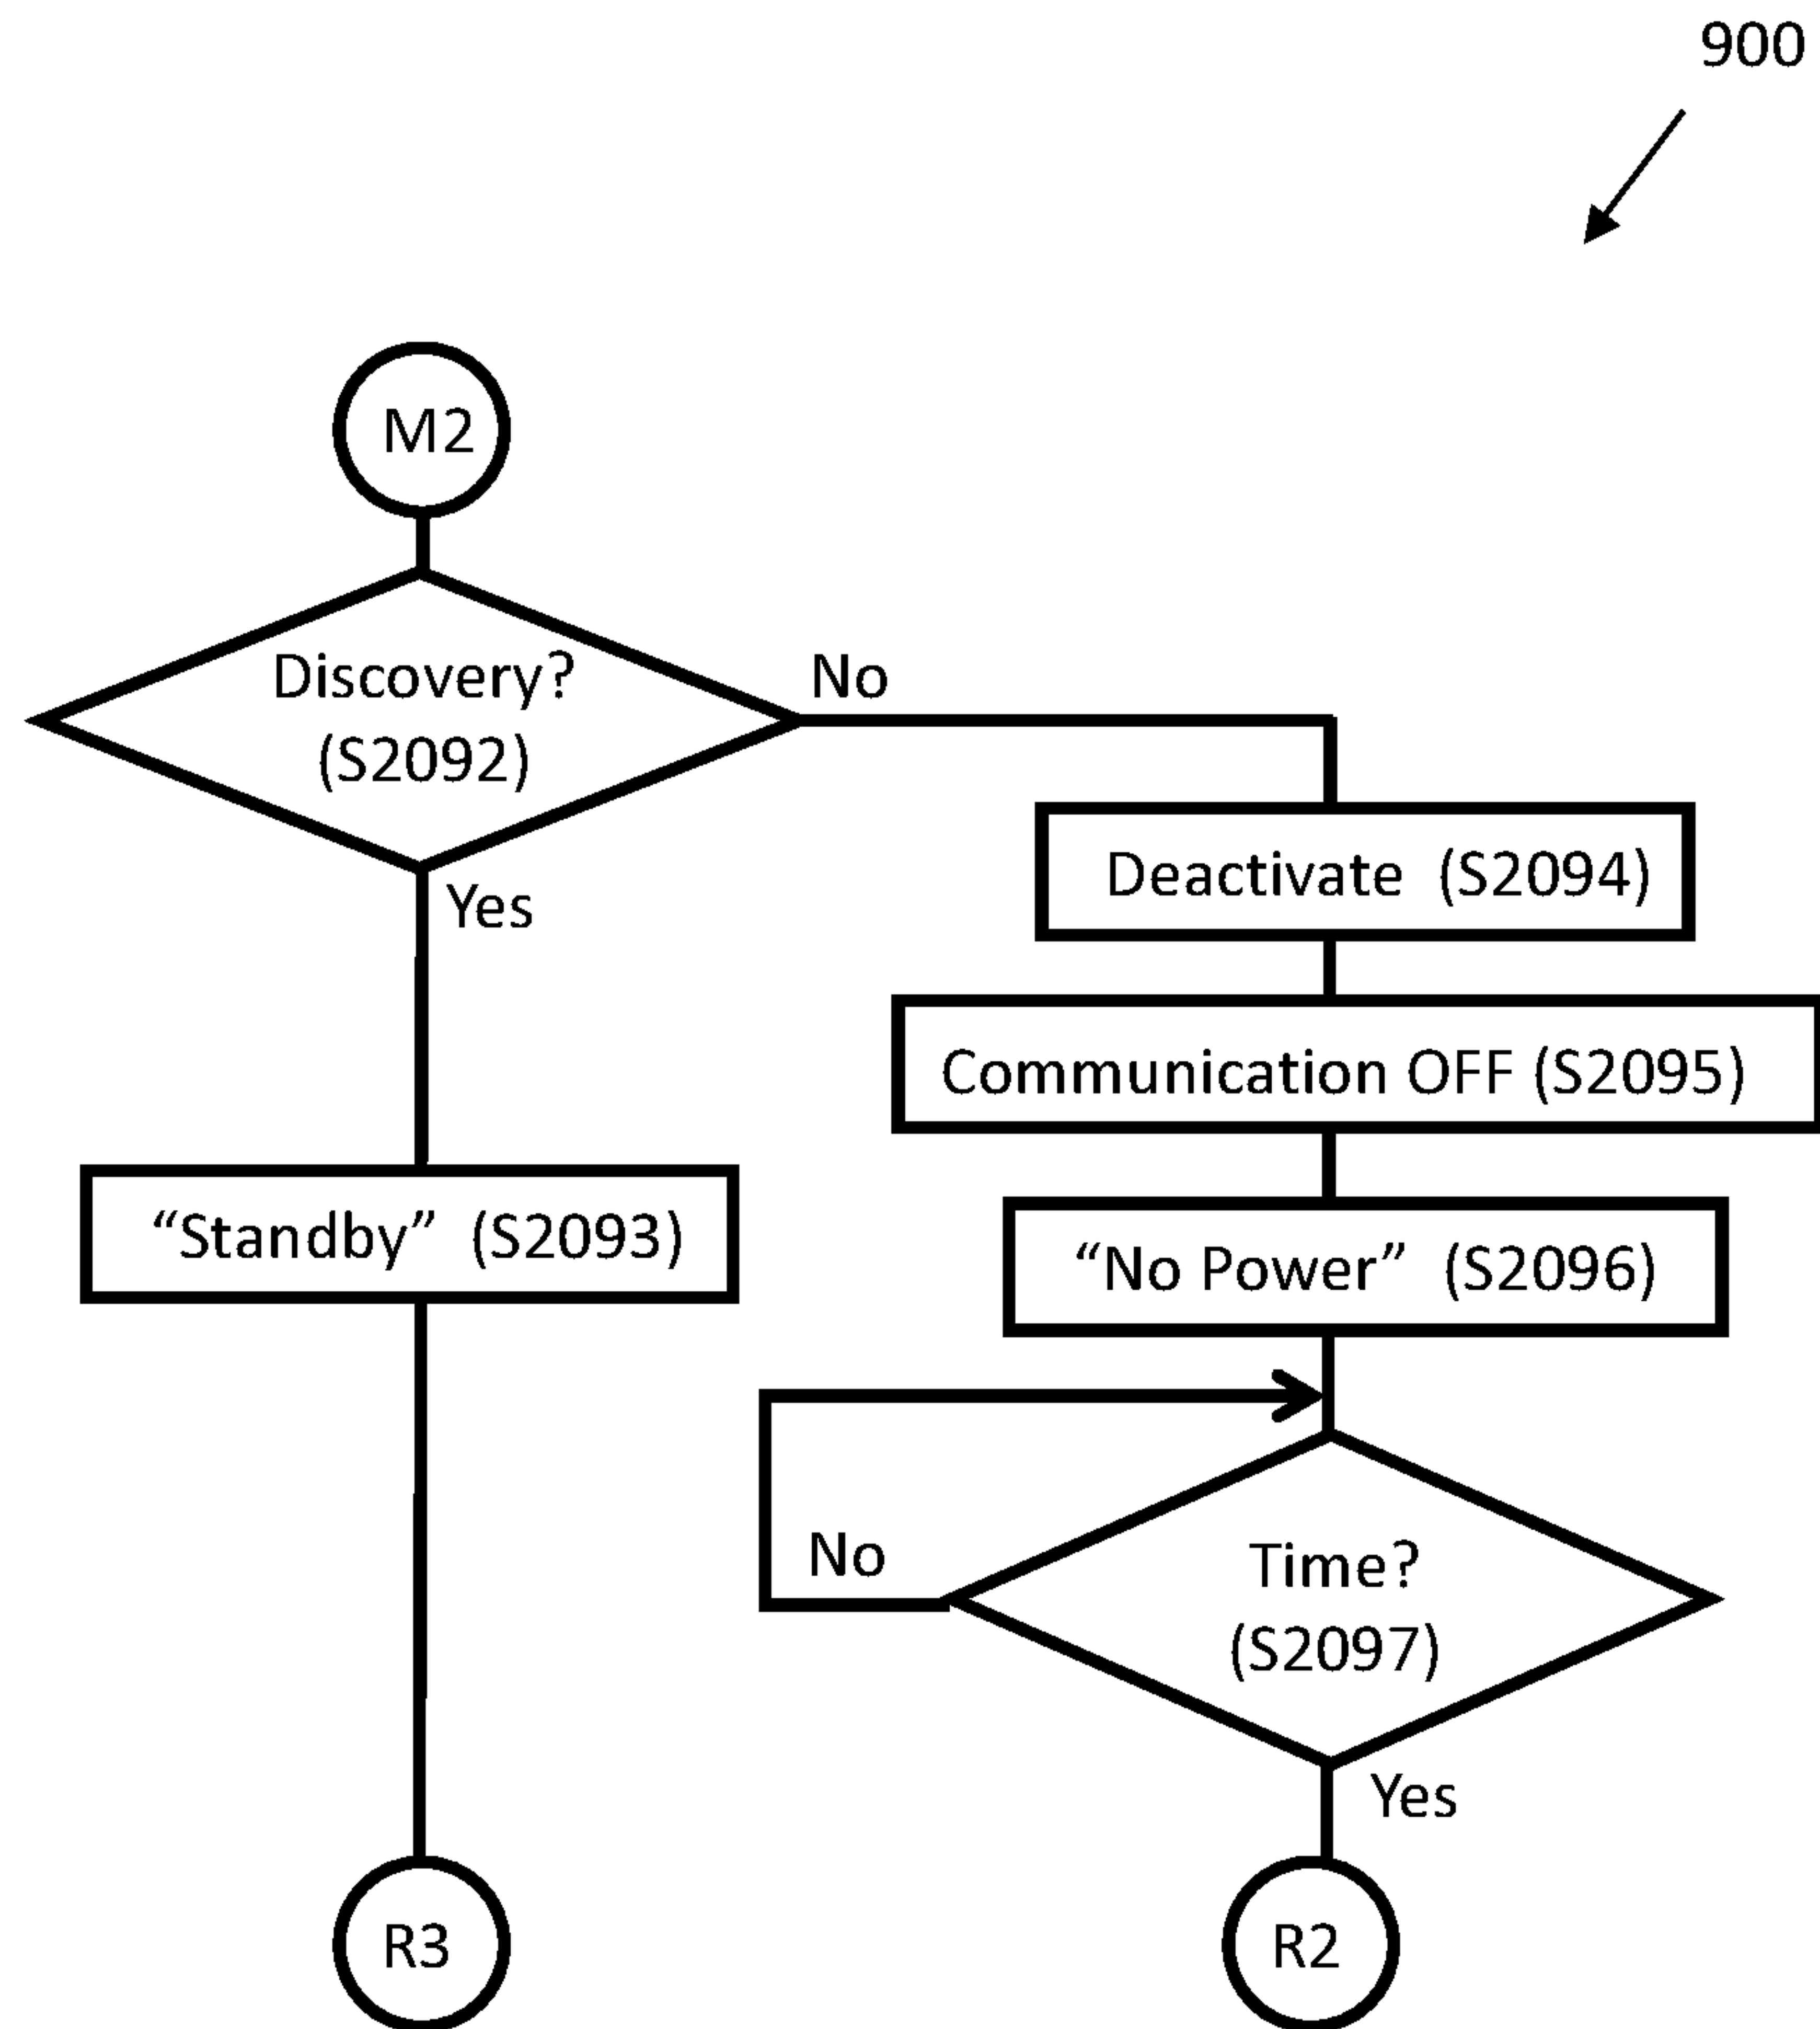 900
M2
Discovery?
(S2092)
No
Yes
Deactivate (S2094)
Communication OFF (S2095)
“Standby” (S2093)
“No Power” (S2096)
No
Time?
(S2097)
Yes
R3
R2